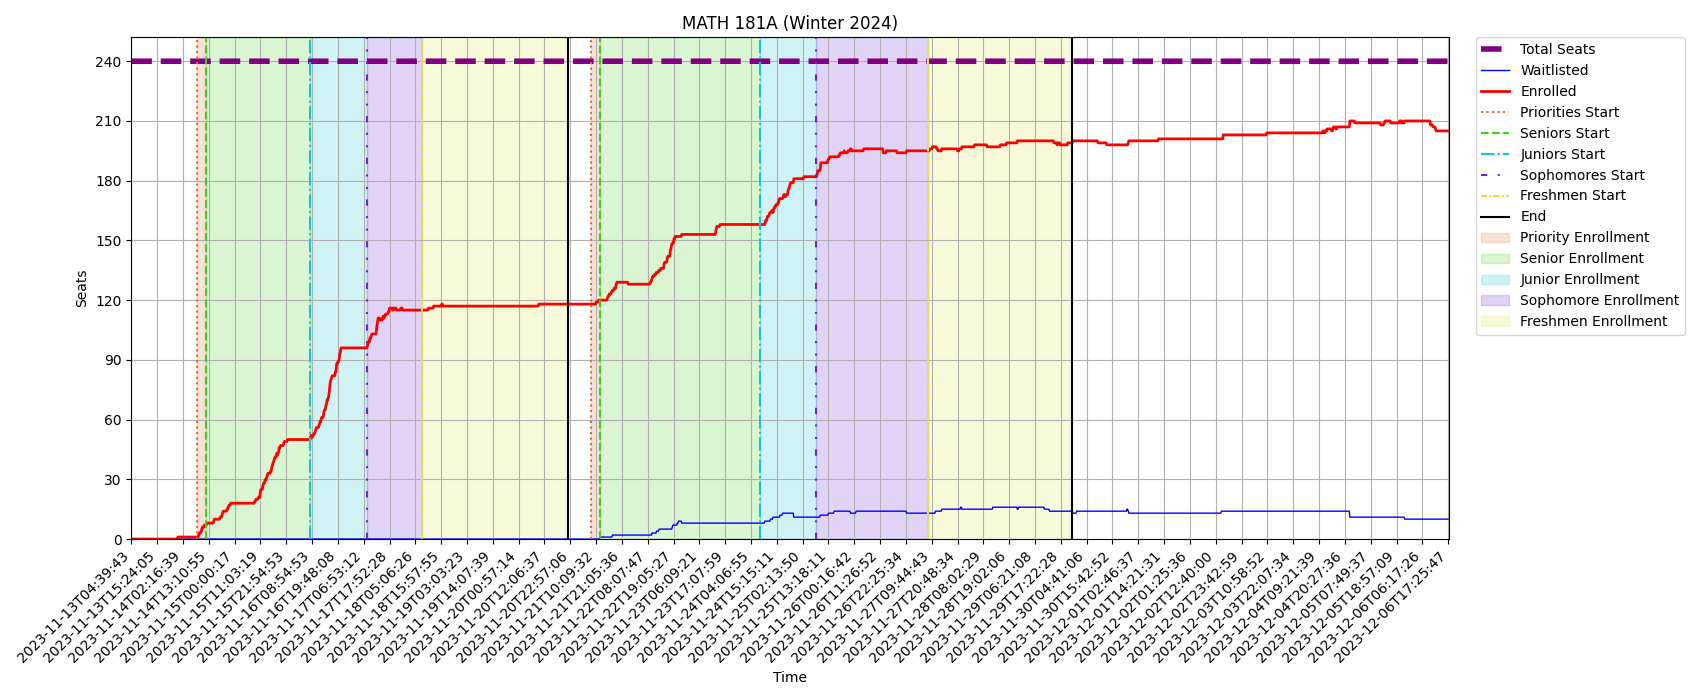 MATH 181A (Winter 2024)
240
210
180
150
120
90
60
30
0
Seats
2023-11-13T04:39:43
2023-11-13T15:24:05
2023-11-14T02:16:39
2023-11-14T13:10:55
2023-11-15T00:00:17
2023-11-15T11:03:19
2023-11-15T21:54:53
2023-11-16T08:54:53
2023-11-16T19:48:08
2023-11-17T06:53:12
2023-11-17T17:52:28
2023-11-18T05:06:26
2023-11-18T15:57:55
2023-11-19T03:03:23
2023-11-19T14:07:39
2023-11-20T00:57:14
2023-11-20T12:06:37
2023-11-20T22:57:06
2023-11-21T10:09:32
2023-11-21T21:05:36
2023-11-22T08:07:47
2023-11-22T19:05:27
2023-11-23T06:09:21
2023-11-23T17:07:59
2023-11-24T04:06:55
2023-11-24T15:15:11
2023-11-25T02:13:50
2023-11-25T13:18:11
2023-11-26T00:16:42
2023-11-26T11:26:52
2023-11-26T22:25:34
2023-11-27T09:44:43
2023-11-27T20:48:34
2023-11-28T08:02:29
2023-11-28T19:02:06
2023-11-29T06:21:08
2023-11-29T17:22:28
2023-11-30T04:41:06
2023-11-30T15:42:52
2023-12-01T02:46:37
2023-12-01T14:21:31
2023-12-02T01:25:36
2023-12-02T12:40:00
2023-12-02T23:42:59
2023-12-03T10:58:52
2023-12-03T22:07:34
2023-12-04T09:21:39
2023-12-04T20:27:36
2023-12-05T07:49:37
2023-12-05T18:57:09
2023-12-06T06:17:26
2023-12-06T17:25:47
Time
Total Seats
Waitlisted
Enrolled
Priorities Start
Seniors Start
Juniors Start
Sophomores Start
Freshmen Start
End
Priority Enrollment
Senior Enrollment
Junior Enrollment
Sophomore Enrollment
Freshmen Enrollment